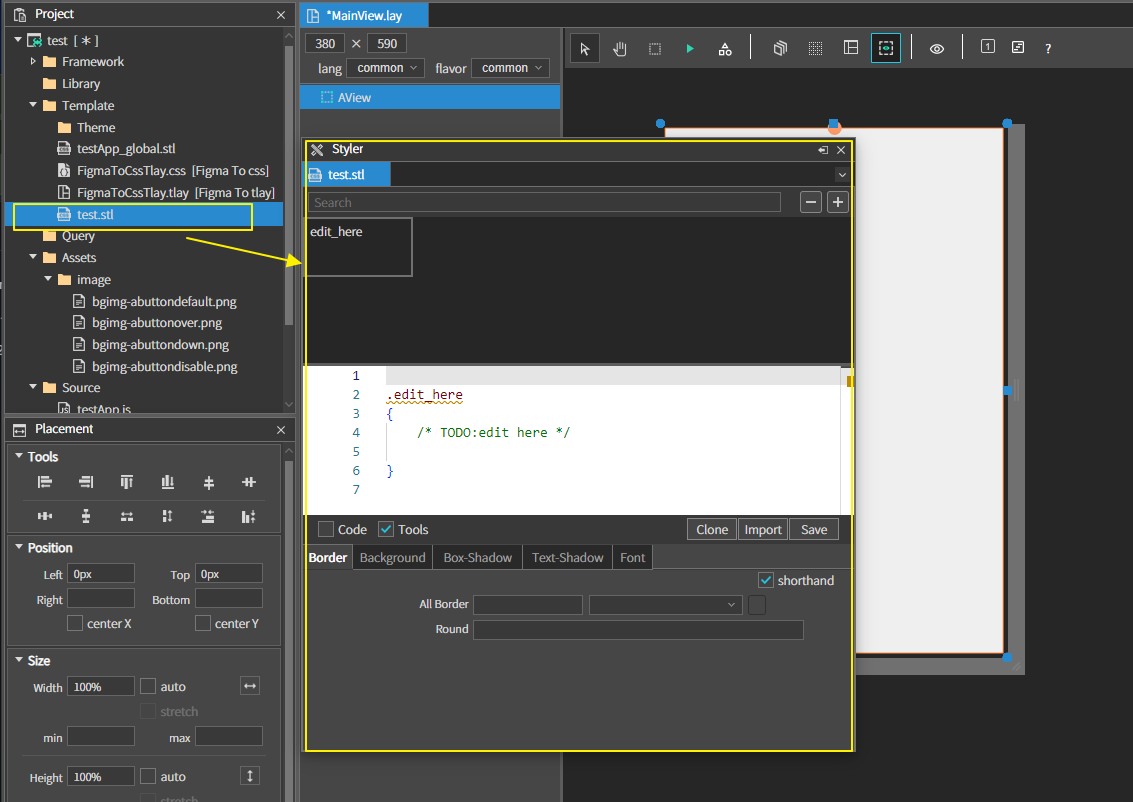 Project
test [ * ]
Framework
Library
Template
Theme
testApp_global.stl
FigmaToCssTlay.css [Figma To css]
FigmaToCssTlay.tlay [Figma To tlay]
test.stl
Query
Assets
image
bgimg-abuttondefault.png
bgimg-abuttonover.png
bgimg-abuttondown.png
bgimg-abuttondisable.png
Source
testApp.js
Placement
Tools
Position
Left 0px Top 0px
Right Bottom
center X center Y
Size
Width 100% auto
stretch
min max
Height 100% auto
stretch
*MainView.lay
380 × 590
lang common flavor common
AView
1 ?
Styler
test.stl
Search
edit_here
1
2 .edit_here
3 {
4 /* TODO:edit here */
5
6 }
7
Code Tools Clone Import Save
Border Background Box-Shadow Text-Shadow Font
shorthand
All Border
Round